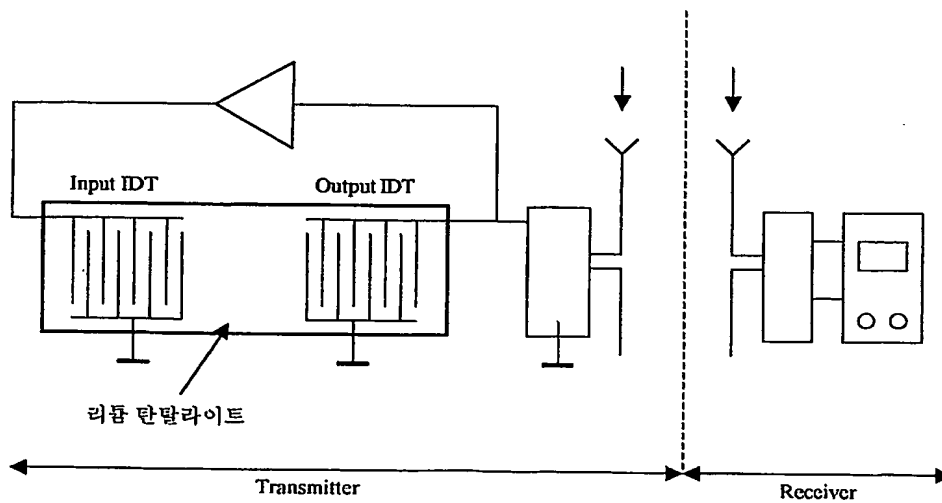 Input IDT
Output IDT
리튬 탄탈라이트
Transmitter
Receiver